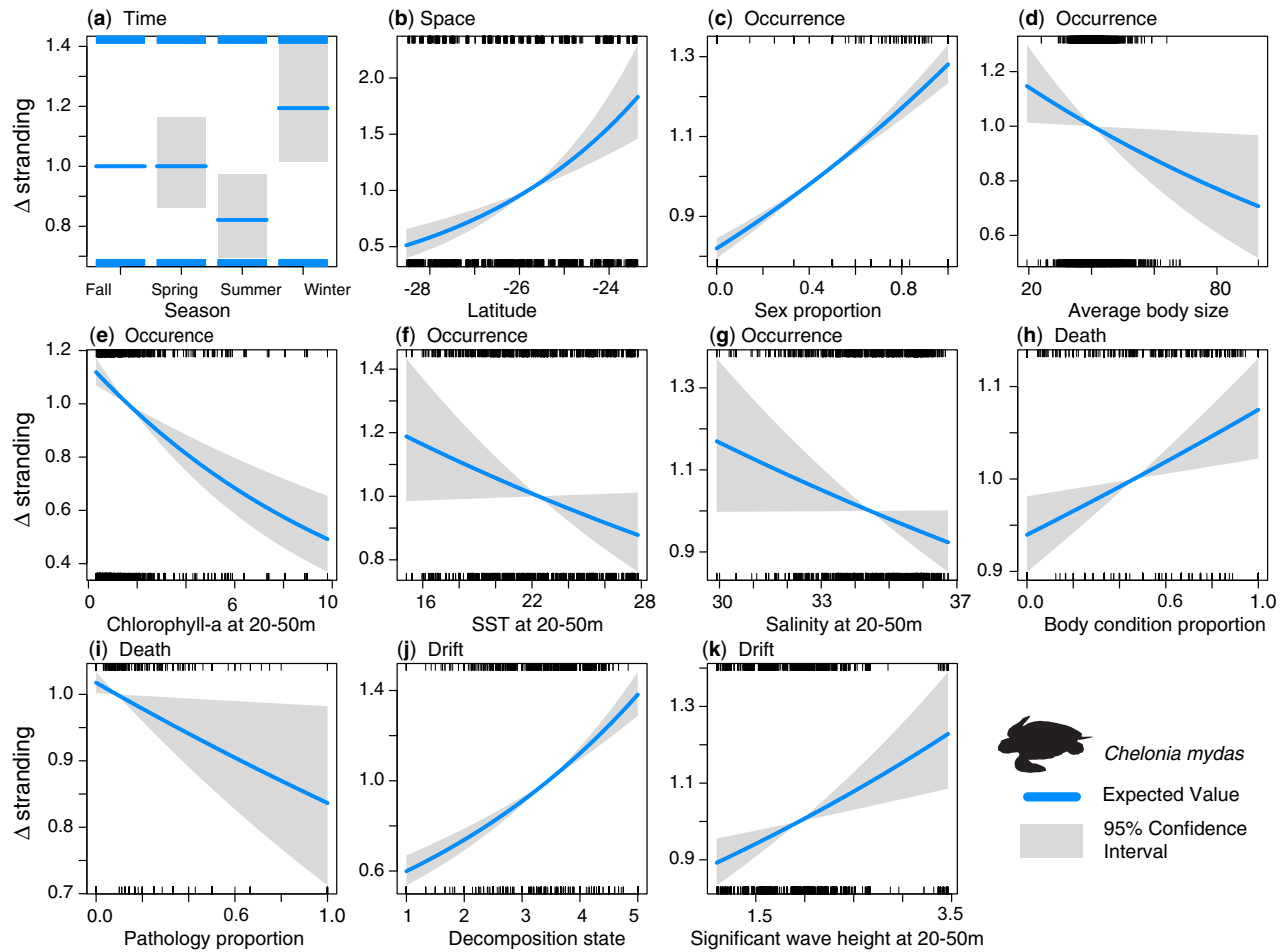 (a) Time
(b) Space
(c) Occurrence
(d) Occurrence
Δ stranding
1.4
1.2
1.0
0.8
Fall Spring Summer Winter
Season
2.0
1.5
1.0
0.5
-28 -26 -24
Latitude
1.3
1.1
0.9
0.0 0.4 0.8
Sex proportion
1.2
1.0
0.8
0.6
20 80
Average body size
(e) Occurence
(f) Occurrence
(g) Occurrence
(h) Death
Δ stranding
1.2
1.0
0.8
0.6
0.4
0 6 10
Chlorophyll-a at 20-50m
1.4
1.2
1.0
0.8
16 22 28
SST at 20-50m
1.3
1.1
0.9
30 33 37
Salinity at 20-50m
1.1
1.0
0.9
0.0 0.6 1.0
Body condition proportion
(i) Death
(j) Drift
(k) Drift
Δ stranding
1.0
0.9
0.8
0.7
0.0 0.6 1.0
Pathology proportion
1.4
1.0
0.6
1 2 3 4 5
Decomposition state
1.3
1.1
0.9
1.5 2.5 3.5
Significant wave height at 20-50m
Chelonia mydas
Expected Value
95% Confidence
Interval